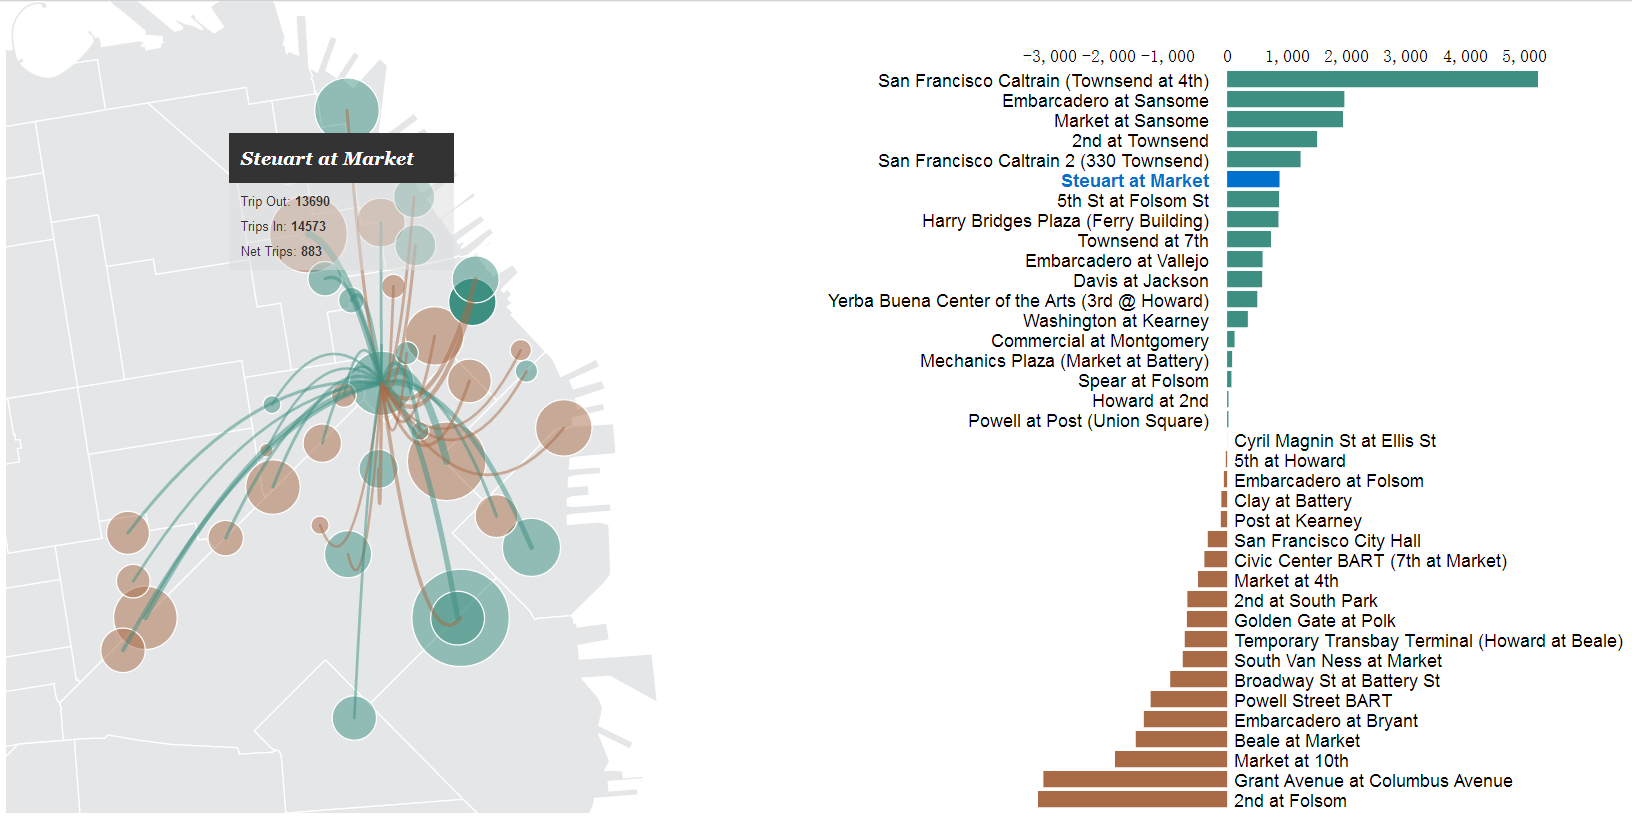 Steuart at Market
Trip Out: 13690
Trips In: 14573
Net Trips: 883
-3,000 -2,000 -1,000 0 1,000 2,000 3,000 4,000 5,000
San Francisco Caltrain (Townsend at 4th)
Embarcadero at Sansome
Market at Sansome
2nd at Townsend
San Francisco Caltrain 2 (330 Townsend)
Steuart at Market
5th St at Folsom St
Harry Bridges Plaza (Ferry Building)
Townsend at 7th
Embarcadero at Vallejo
Davis at Jackson
Yerba Buena Center of the Arts (3rd @ Howard)
Washington at Kearney
Commercial at Montgomery
Mechanics Plaza (Market at Battery)
Spear at Folsom
Howard at 2nd
Powell at Post (Union Square)
Cyril Magnin St at Ellis St
5th at Howard
Embarcadero at Folsom
Clay at Battery
Post at Kearney
San Francisco City Hall
Civic Center BART (7th at Market)
Market at 4th
2nd at South Park
Golden Gate at Polk
Temporary Transbay Terminal (Howard at Beale)
South Van Ness at Market
Broadway St at Battery St
Powell Street BART
Embarcadero at Bryant
Beale at Market
Market at 10th
Grant Avenue at Columbus Avenue
2nd at Folsom